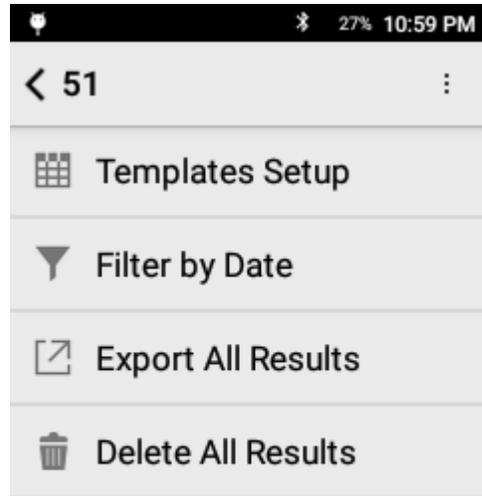 27% 10:59 PM
51
Templates Setup
Filter by Date
Export All Results
Delete All Results